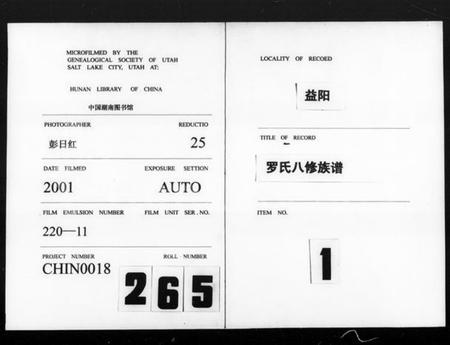 MICROFILMED BY THE
GENEALOGICAL SOCIETY OF UTAH
SALT LAKE CITY, UTAH AT:
HUNAN LIBRARY OF CHINA
中国湖南图书馆
PHOTOGRAPHER REDUCTIO
彭日红 25
DATE FILMED EXPOSURE SETTION
2001 AUTO
FILM EMULSION NUMBER FILM UNIT SER. NO.
220—11
PROJECT NUMBER ROLL NUMBER
CHIN0018 265
LOCALITY OF RECOED
益阳
TITLE OF RECORD
罗氏八修族谱
ITEM NO.
1